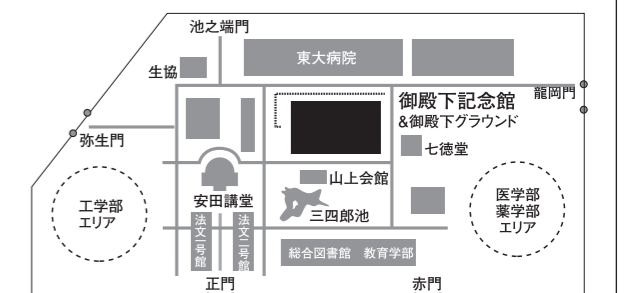 池之端門
東大病院
生協
御殿下記念館
&御殿下グラウンド
龍岡門
弥生門
七徳堂
山上会館
工学部
エリア
安田講堂
三四郎池
医学部
薬学部
エリア
法文一号館
法文二号館
総合図書館 教育学部
正門
赤門